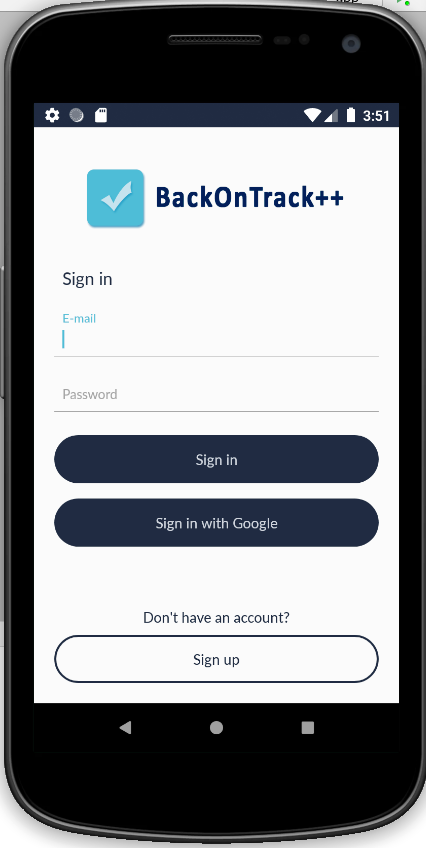 3:51
BackOnTrack++
Sign in
E-mail
Password
Sign in
Sign in with Google
Don't have an account?
Sign up